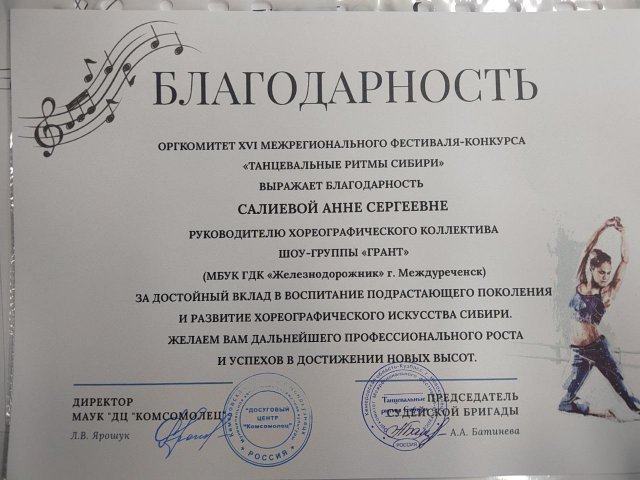 БЛАГОДАРНОСТЬ
ОРГКОМИТЕТ XVI МЕЖРЕГИОНАЛЬНОГО ФЕСТИВАЛЯ-КОНКУРСА
«ТАНЦЕВАЛЬНЫЕ РИТМЫ СИБИРИ»
ВЫРАЖАЕТ БЛАГОДАРНОСТЬ
САЛИЕВОЙ АННЕ СЕРГЕЕВНЕ
РУКОВОДИТЕЛЮ ХОРЕОГРАФИЧЕСКОГО КОЛЛЕКТИВА
ШОУ-ГРУППЫ «ГРАНТ»
(МБУК ГДК «Железнодорожник» г. Междуреченск)
ЗА ДОСТОЙНЫЙ ВКЛАД В ВОСПИТАНИЕ ПОДРАСТАЮЩЕГО ПОКОЛЕНИЯ
И РАЗВИТИЕ ХОРЕОГРАФИЧЕСКОГО ИСКУССТВА СИБИРИ.
ЖЕЛАЕМ ВАМ ДАЛЬНЕЙШЕГО ПРОФЕССИОНАЛЬНОГО РОСТА
И УСПЕХОВ В ДОСТИЖЕНИИ НОВЫХ ВЫСОТ.
ДИРЕКТОР
МАУК "ДЦ "КОМСОМОЛЕЦ"
Л.В. Ярошук
"ДОСУГОВЫЙ
ЦЕНТР
"Комсомолец"
РОССИЯ
Танцевальные
РОССИЯ
ПРЕДСЕДАТЕЛЬ
СУДЕЙСКОЙ БРИГАДЫ
А.А. Батинева